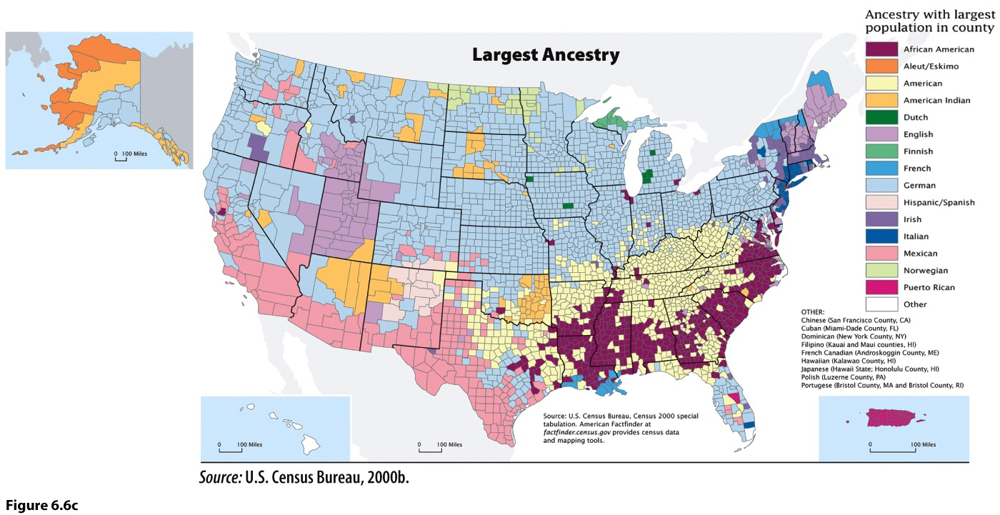 Ancestry with largest
population in county
Largest Ancestry
African American
Aleut/Eskimo
American
American Indian
Dutch
English
Finnish
French
German
Hispanic/Spanish
Irish
Italian
Mexican
Norwegian
Puerto Rican
Other
0 100 Miles
OTHER:
Chinese (San Francisco County, CA)
Cuban (Miami-Dade County, FL)
Dominican (New York County, NY)
Filipino (Kauai and Maui counties, HI)
French Canadian (Androskoggin County, ME)
Hawaiian (Kalawao County, HI)
Japanese (Hawaii State; Honolulu County, HI)
Polish (Luzerne County, PA)
Portugese (Bristol County, MA and Bristol County, RI)
Source: U.S. Census Bureau, Census 2000 special
tabulation. American Factfinder at
factfinder.census.gov provides census data
and mapping tools.
0 100 Miles
0 100 Miles
0 100 Miles
Source: U.S. Census Bureau, 2000b.
Figure 6.6c